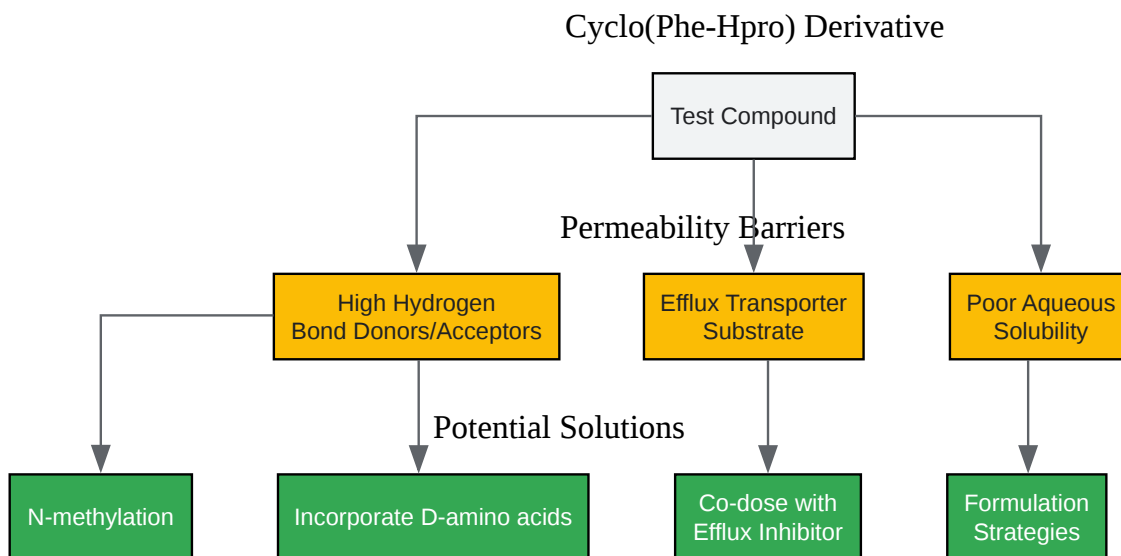 Cyclo(Phe-Hpro) Derivative
Test Compound
Permeability Barriers
High Hydrogen
Bond Donors/Acceptors
Efflux Transporter
Substrate
Poor Aqueous
Solubility
Potential Solutions
N-methylation
Incorporate D-amino acids
Co-dose with
Efflux Inhibitor
Formulation
Strategies